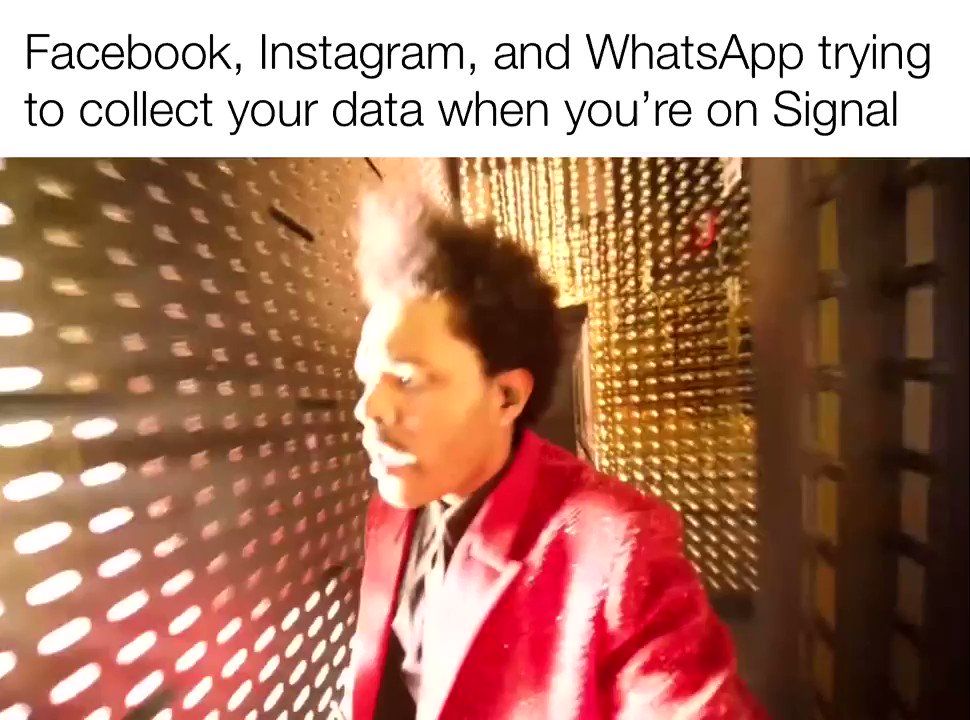 Facebook, Instagram, and WhatsApp trying
to collect your data when you’re on Signal